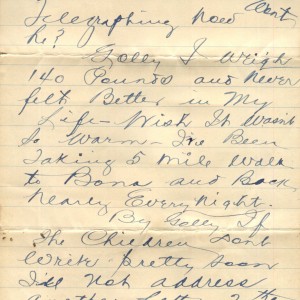 Telegraphing now Cant
he?
Golly I Weigh
140 Pounds and Never
felt Better in My
Life - Wish It Wasn't
So Warm - I've Been
Taking 5 Mile Walk
to Bona and Back
Nearly Every Night.
By Golly If
The Children Dont
Write Pretty Soon
I'll Not address
Another Letter The